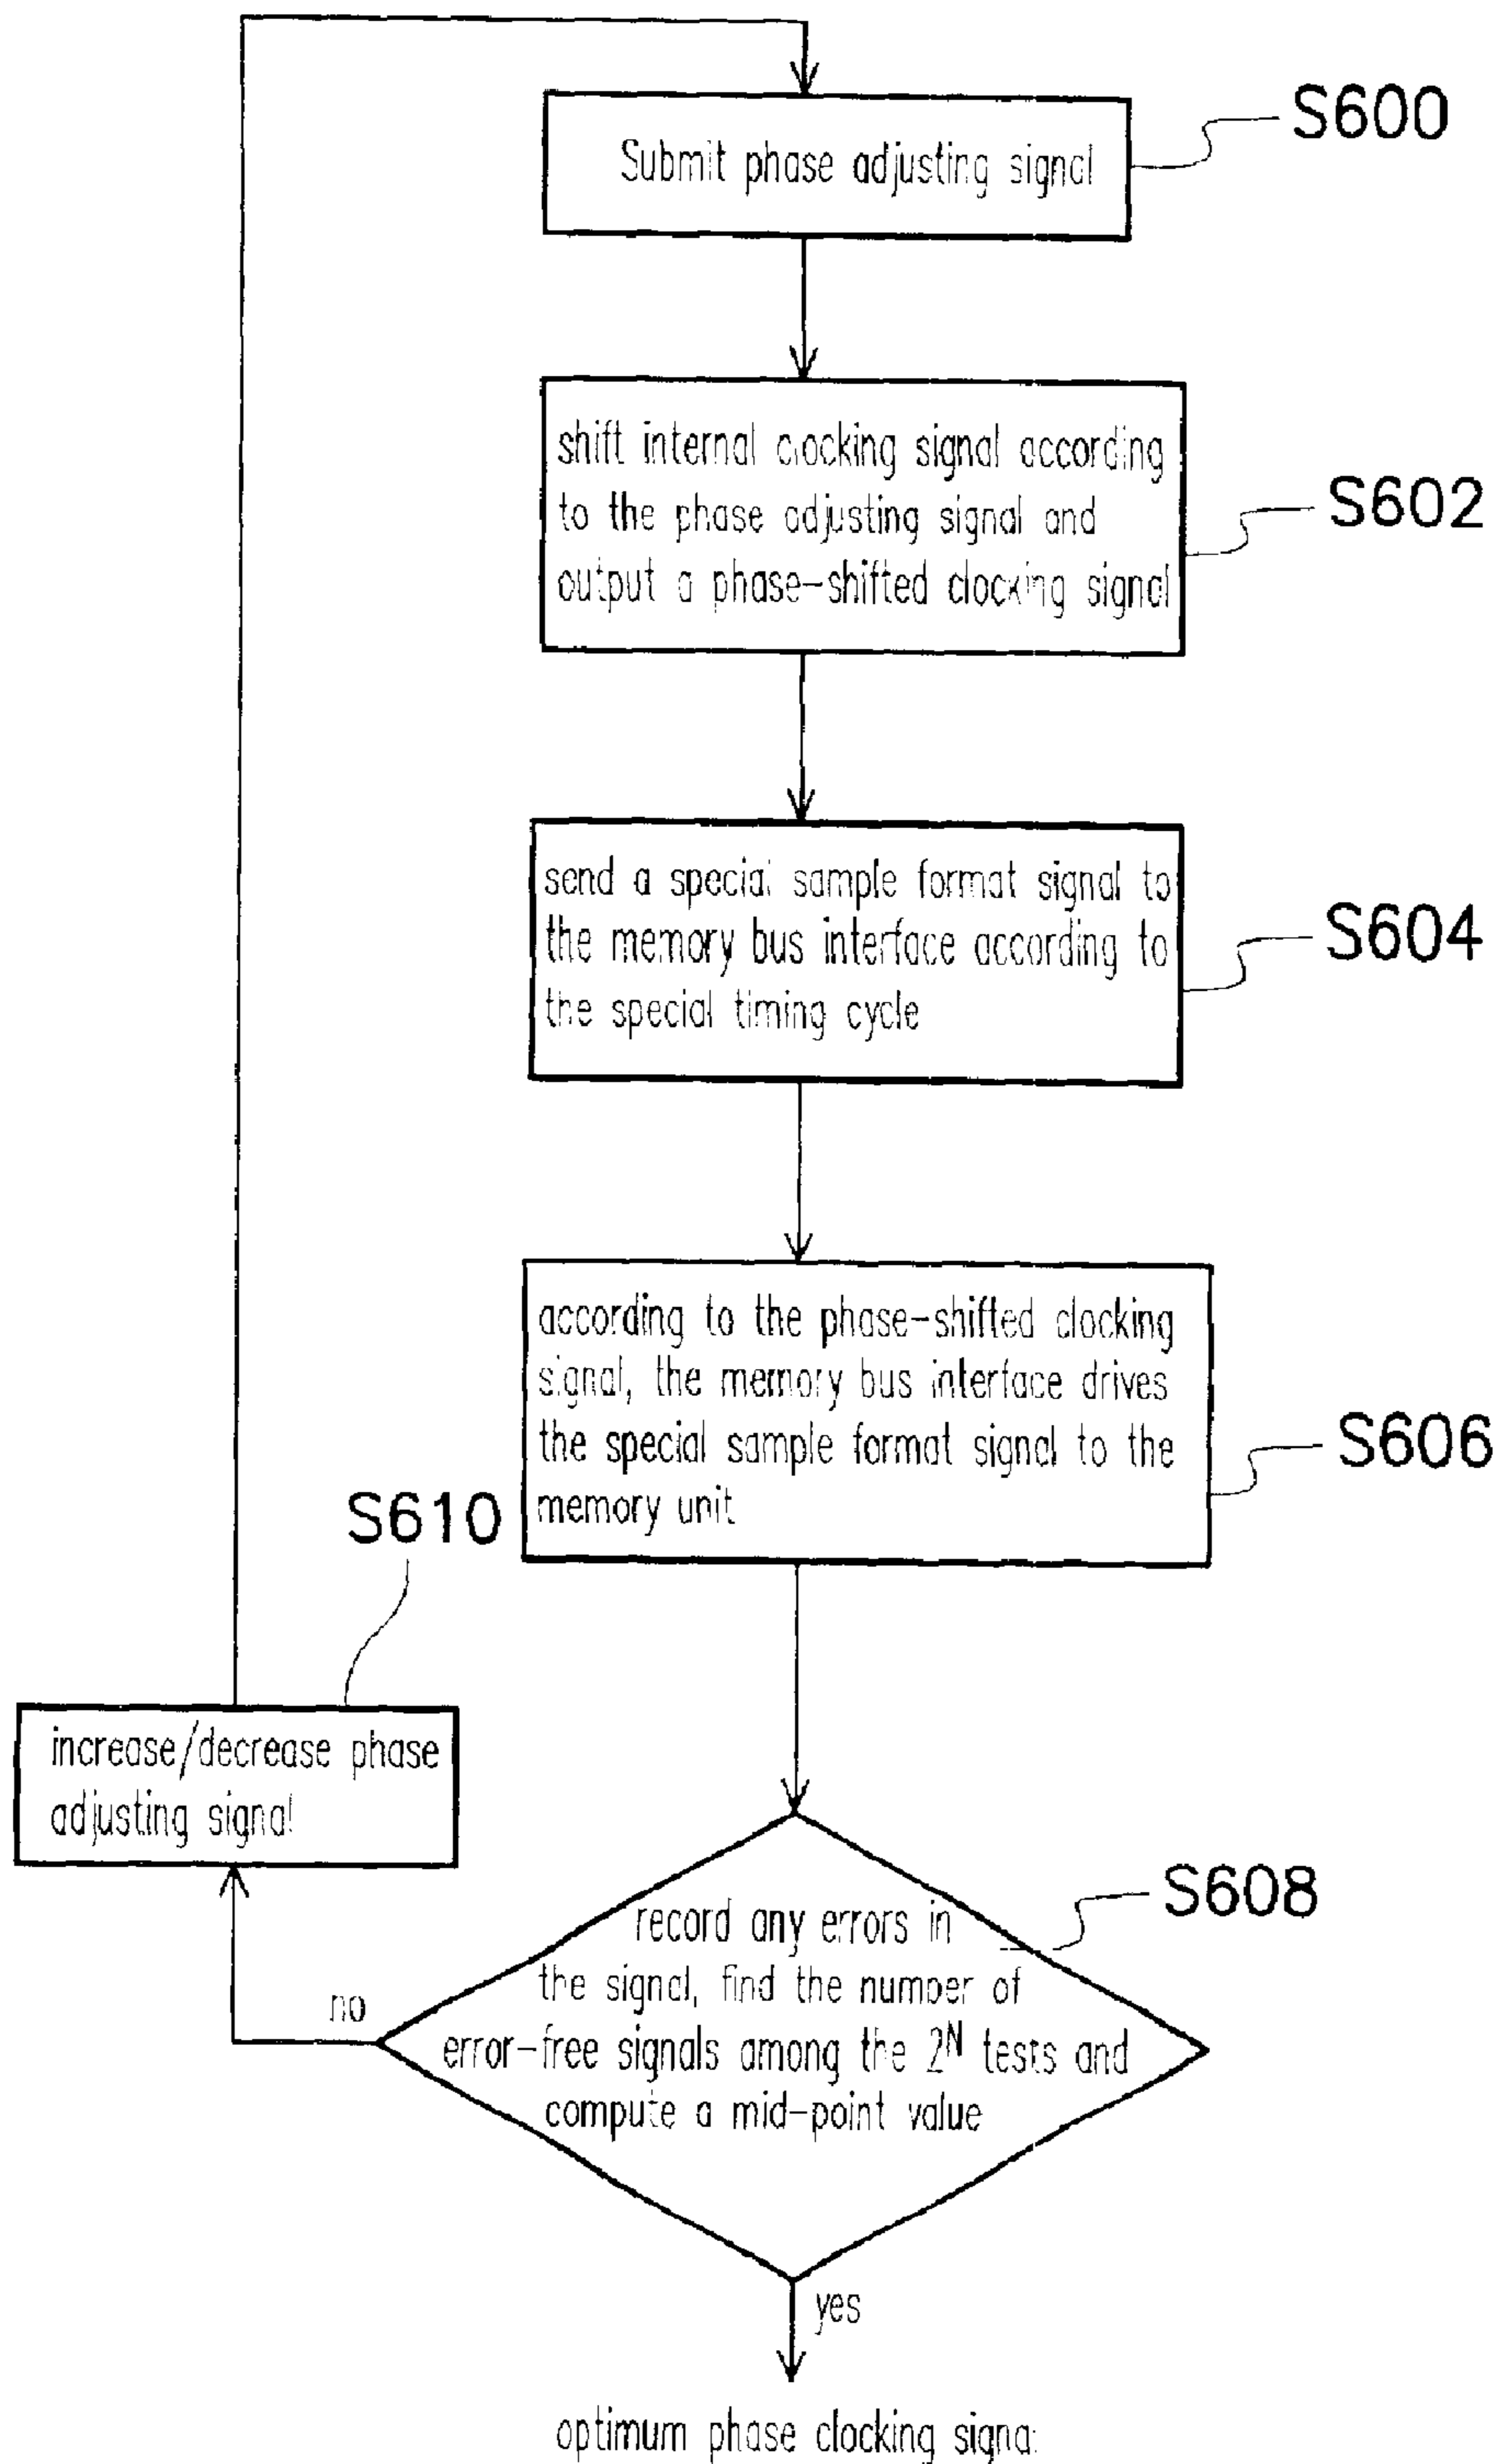 Submit phase adjusting signal
S600
shift internal clocking signal according
to the phase adjusting signal and
output a phase-shifted clocking signal
S602
send a special sample format signal to
the memory bus interface according to
the special timing cycle
S604
according to the phase-shifted clocking
signal, the memory bus interface drives
the special sample format signal to the
memory unit
S606
S610
increase/decrease phase
adjusting signal
record any errors in
the signal, find the number of
error-free signals among the 2^N tests and
compute a mid-point value
S608
no
yes
optimum phase clocking signal